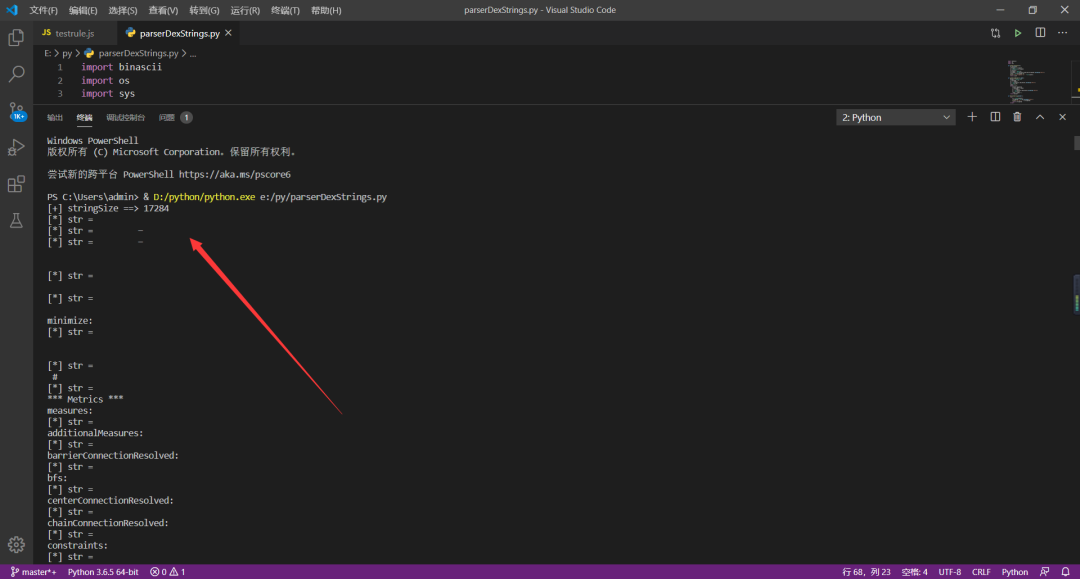 文件(F) 编辑(E) 选择(S) 查看(V) 转到(G) 运行(R) 终端(T) 帮助(H) parserDexStrings.py - Visual Studio Code
JS testrule.js parserDexStrings.py
E: > py > parserDexStrings.py > ...
1 import binascii
2 import os
3 import sys
输出 终端 调试控制台 问题 1 2: Python
Windows PowerShell
版权所有 (C) Microsoft Corporation。保留所有权利。
尝试新的跨平台 PowerShell https://aka.ms/pscore6
PS C:\Users\admin> & D:/python/python.exe e:/py/parserDexStrings.py
[+] stringSize ==> 17284
[*] str =
[*] str = –
[*] str = –
[*] str =
[*] str =
minimize:
[*] str =
[*] str =
#
[*] str =
*** Metrics ***
measures:
[*] str =
additionalMeasures:
[*] str =
barrierConnectionResolved:
[*] str =
bfs:
[*] str =
centerConnectionResolved:
[*] str =
chainConnectionResolved:
[*] str =
constraints:
[*] str =
1K+
master*+ Python 3.6.5 64-bit 0 1 行 68，列 23 空格: 4 UTF-8 CRLF Python